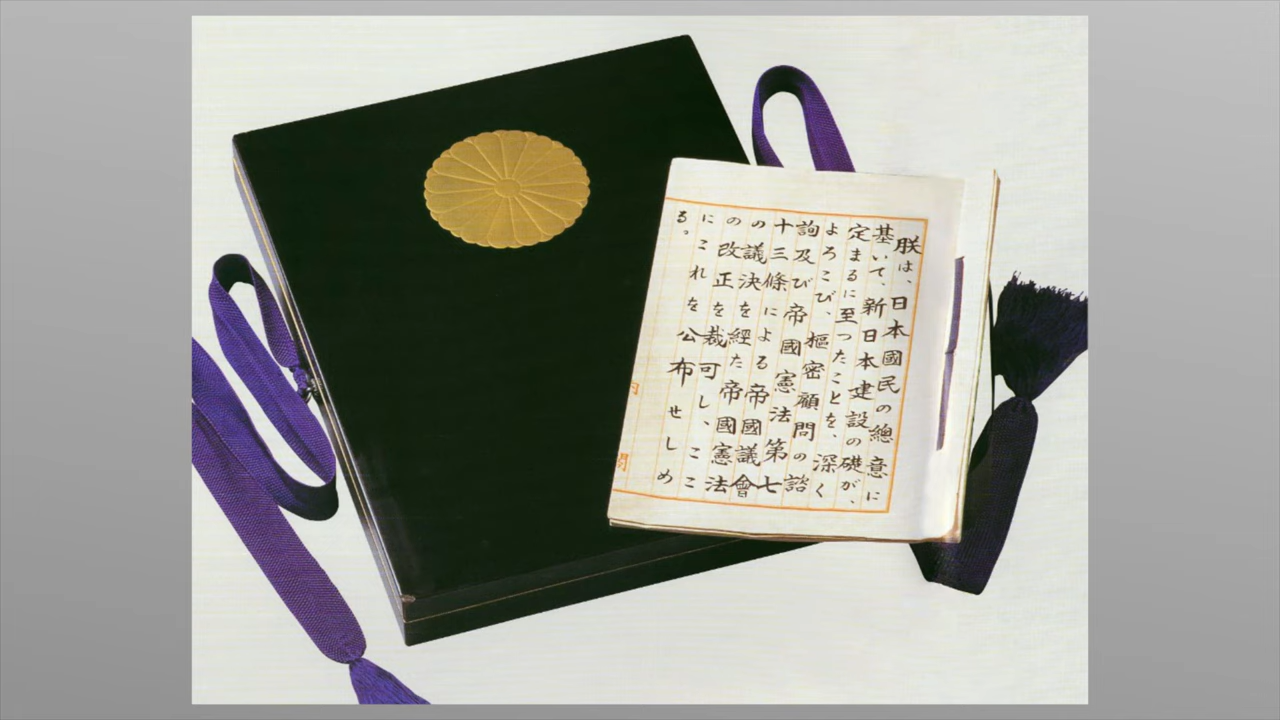 朕は、日本國民の總意に
基いて、新日本建設の礎が、
定まるに至つたことを、深く
よろこび、樞密顧問の諮
詢及び帝國憲法第七
十三條による帝國議會
の議決を經た帝國憲法
の改正を裁可し、ここ
にこれを公布せしめ
る。
内
閣